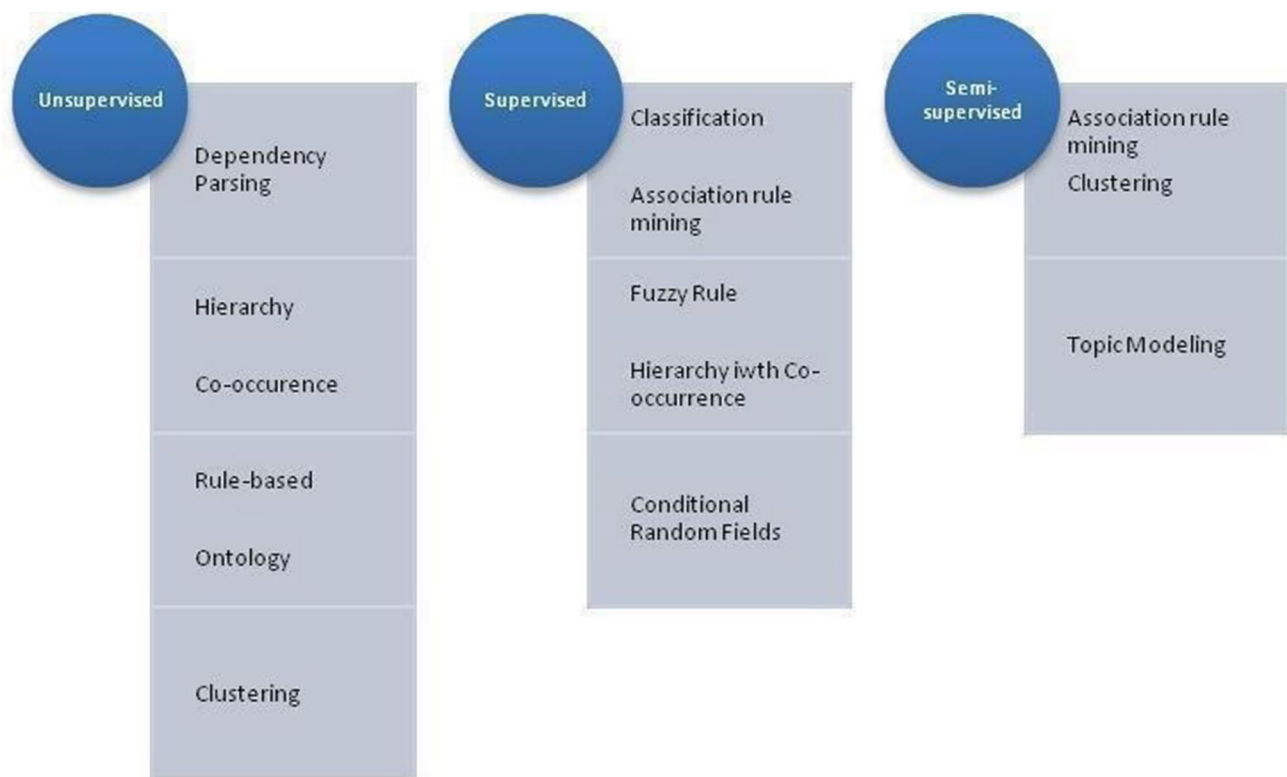 Unsupervised
Dependency
Parsing
Hierarchy
Co-occurence
Rule-based
Ontology
Clustering
Supervised
Classification
Association rule
mining
Fuzzy Rule
Hierarchy iwth Co-
occurrence
Conditional
Random Fields
Semi-
supervised
Association rule
mining
Clustering
Topic Modeling